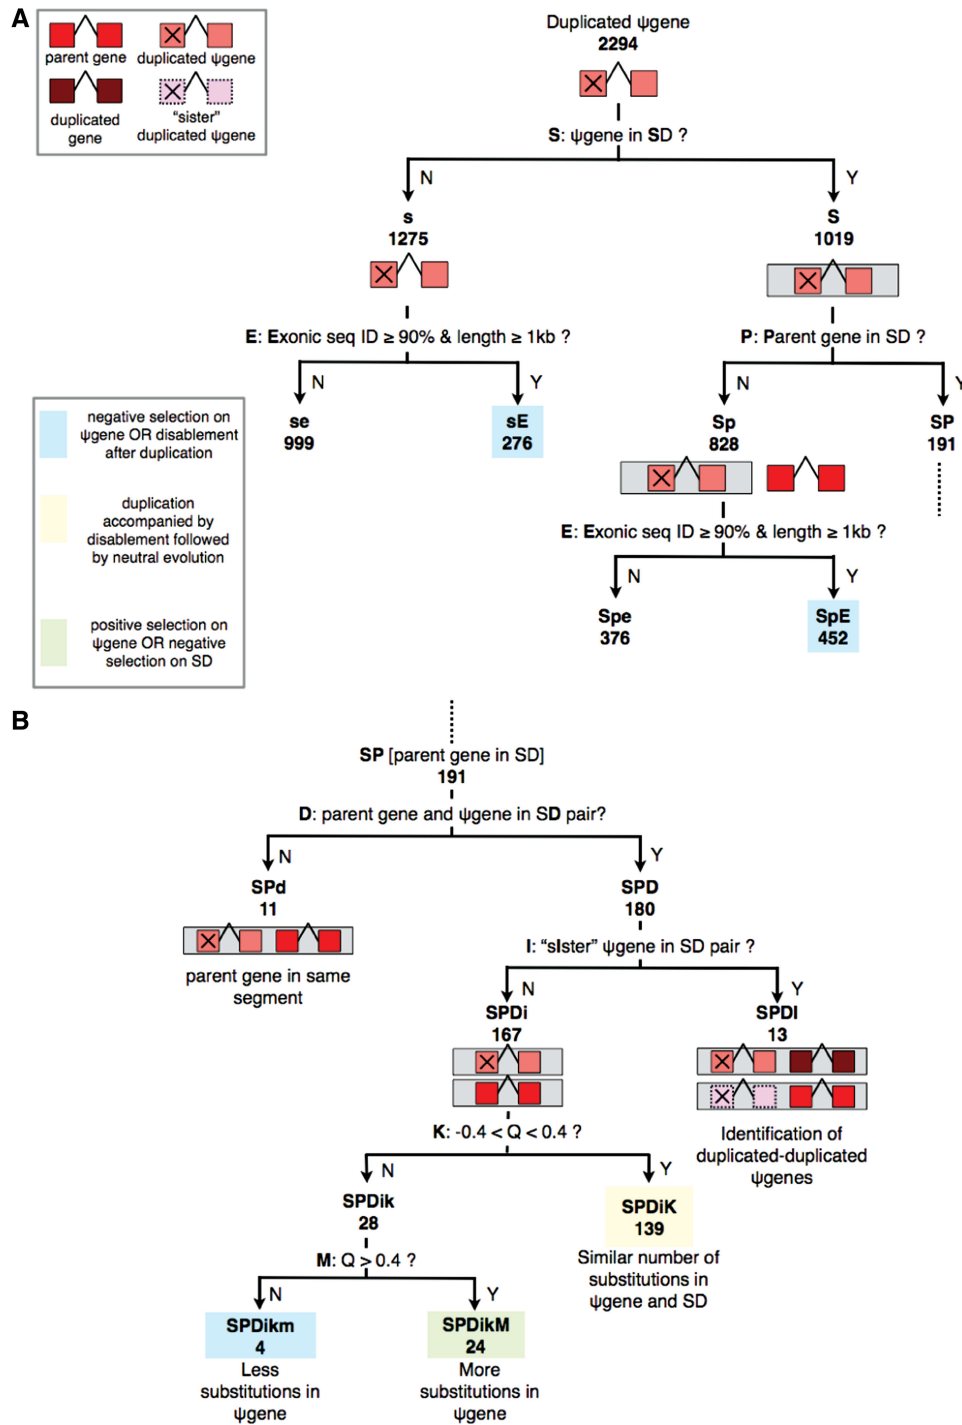 A
parent gene
duplicated ψgene
duplicated
gene
"sister"
duplicated ψgene
Duplicated ψgene
2294
S: ψgene in SD ?
N
Y
s
1275
S
1019
E: Exonic seq ID ≥ 90% & length ≥ 1kb ?
P: Parent gene in SD ?
N
Y
N
Y
se
999
sE
276
Sp
828
SP
191
negative selection on
ψgene OR disablement
after duplication
duplication
accompanied by
disablement followed
by neutral evolution
positive selection on
ψgene OR negative
selection on SD
E: Exonic seq ID ≥ 90% & length ≥ 1kb ?
N
Y
Spe
376
SpE
452
B
SP [parent gene in SD]
191
D: parent gene and ψgene in SD pair?
N
Y
SPd
11
SPD
180
parent gene in same
segment
I: "sIster" ψgene in SD pair ?
N
Y
SPDi
167
SPDI
13
K: -0.4 < Q < 0.4 ?
Identification of
duplicated-duplicated
ψgenes
N
Y
SPDik
28
SPDiK
139
Similar number of
substitutions in
ψgene and SD
M: Q > 0.4 ?
N
Y
SPDikm
4
SPDikM
24
Less
substitutions in
ψgene
More
substitutions in
ψgene